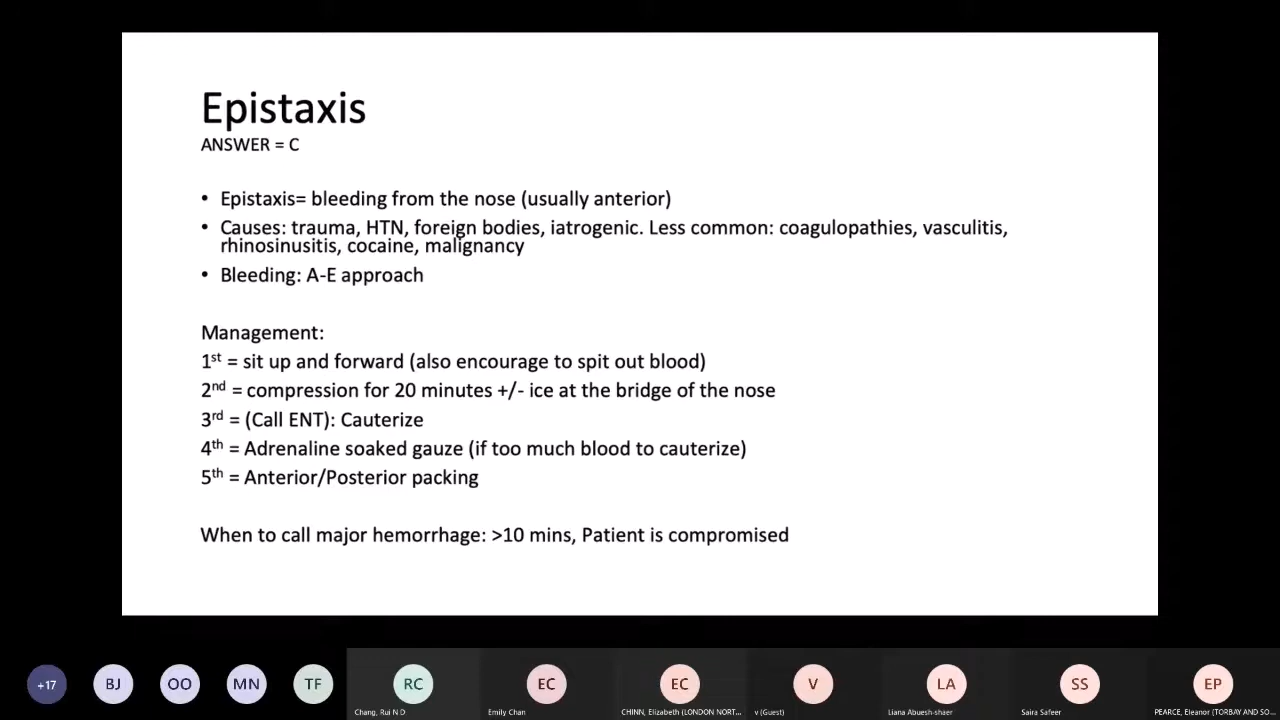 Epistaxis
ANSWER = C
• Epistaxis= bleeding from the nose (usually anterior)
• Causes: trauma, HTN, foreign bodies, iatrogenic. Less common: coagulopathies, vasculitis,
rhinosinusitis, cocaine, malignancy
• Bleeding: A-E approach
Management:
1st = sit up and forward (also encourage to spit out blood)
2nd = compression for 20 minutes +/- ice at the bridge of the nose
3rd = (Call ENT): Cauterize
4th = Adrenaline soaked gauze (if too much blood to cauterize)
5th = Anterior/Posterior packing
When to call major hemorrhage: >10 mins, Patient is compromised
+17 BJ OO MN TF RC EC EC V LA SS EP
Chang, Rui N D Emily Chan CHINN, Elizabeth (LONDON NORT... v (Guest) Liana Abuesh-shaer Saira Safeer PEARCE, Eleanor (TORBAY AND SO...